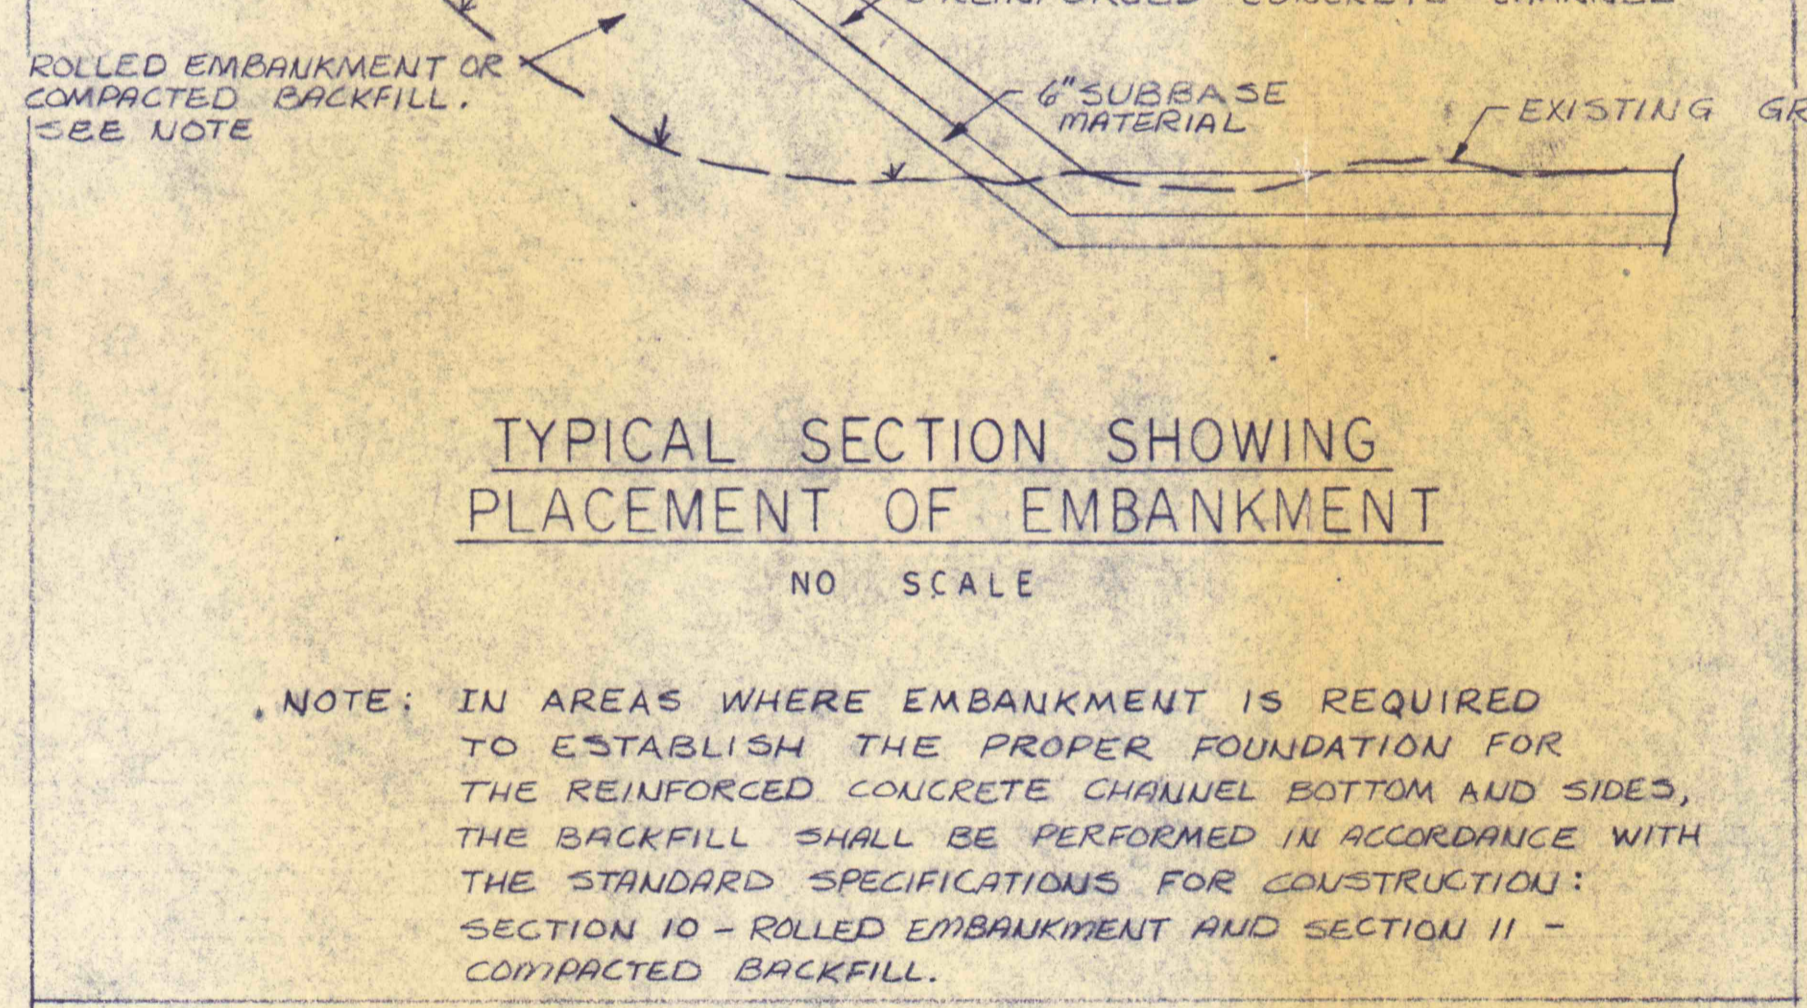 REINFORCED CONCRETE CHANNEL
ROLLED EMBANKMENT OR
COMPACTED BACKFILL.
SEE NOTE
6" SUBBASE
MATERIAL
EXISTING
TYPICAL SECTION SHOWING
PLACEMENT OF EMBANKMENT
NO SCALE
NOTE: IN AREAS WHERE EMBANKMENT IS REQUIRED
TO ESTABLISH THE PROPER FOUNDATION FOR
THE REINFORCED CONCRETE CHANNEL BOTTOM AND SIDES,
THE BACKFILL SHALL BE PERFORMED IN ACCORDANCE WITH
THE STANDARD SPECIFICATIONS FOR CONSTRUCTION:
SECTION 10 - ROLLED EMBANKMENT AND SECTION 11 -
COMPACTED BACKFILL.